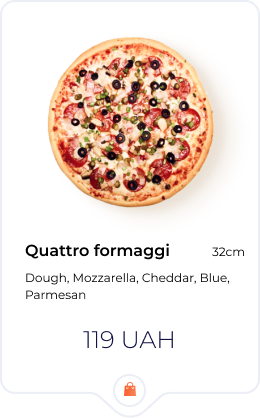 Quattro formaggi 32cm
Dough, Mozzarella, Cheddar, Blue,
Parmesan
119 UAH